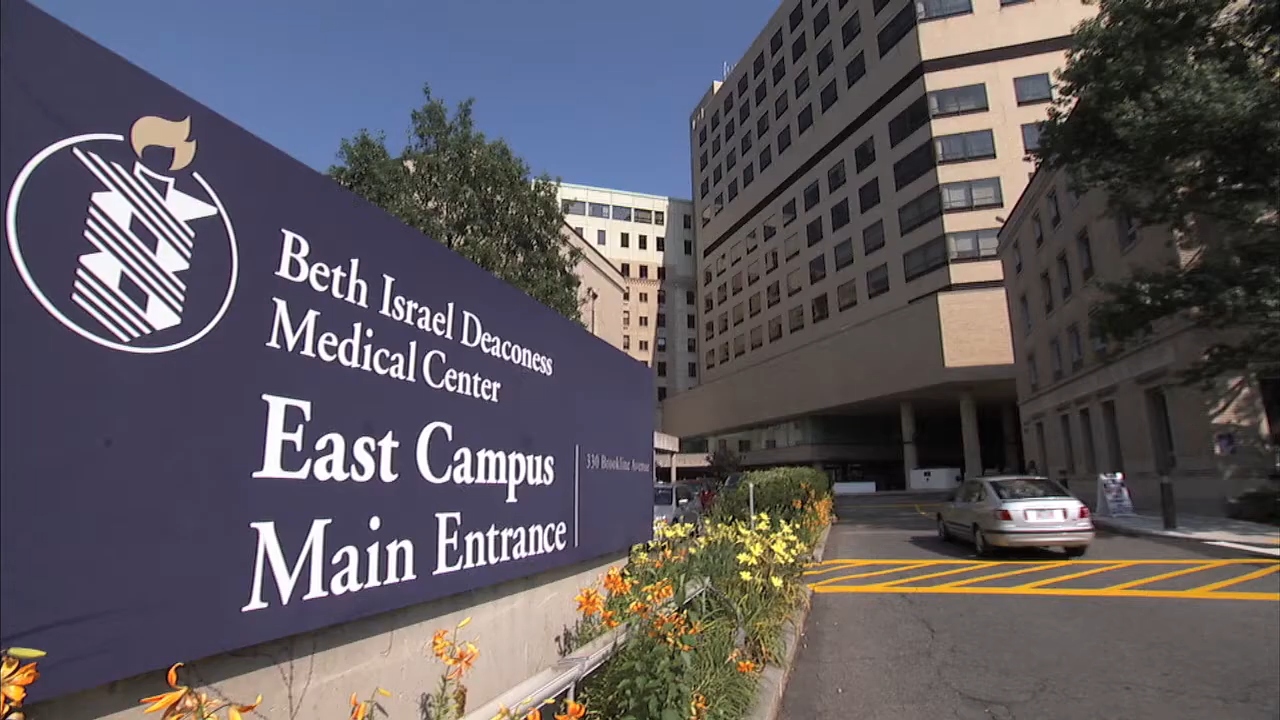 Beth Israel Deaconess
Medical Center
East Campus
Main Entrance
330 Brookline Avenue